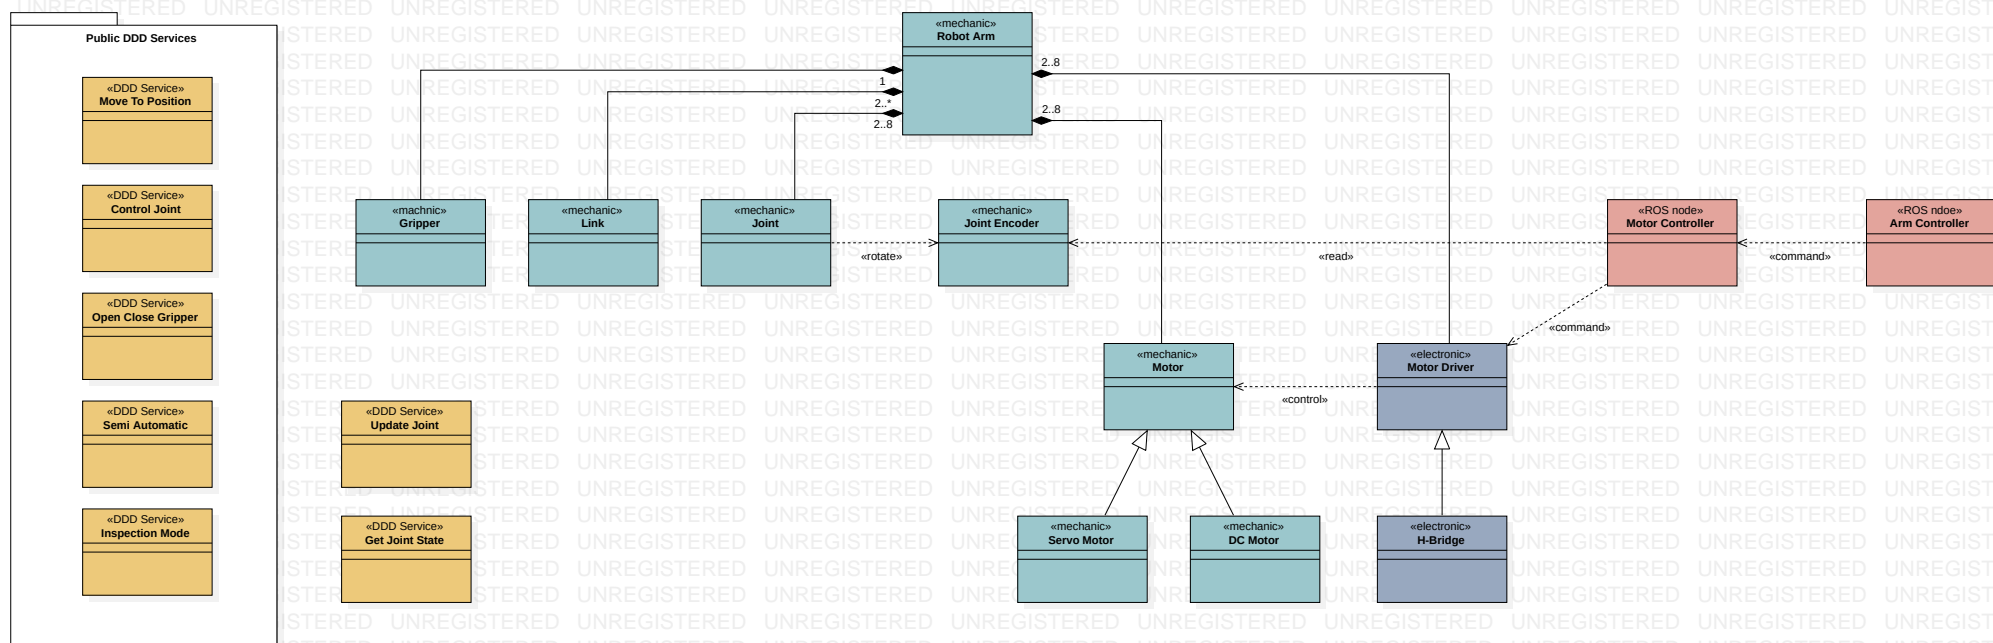 Public DDD Services
«DDD Service»
Move To Position
«DDD Service»
Control Joint
«DDD Service»
Open Close Gripper
«DDD Service»
Semi Automatic
«DDD Service»
Inspection Mode
«DDD Service»
Update Joint
«DDD Service»
Get Joint State
«mechanic»
Robot Arm
1
2..*
2..8
2..8
2..8
«machnic»
Gripper
«mechanic»
Link
«mechanic»
Joint
«rotate»
«mechanic»
Joint Encoder
«read»
«ROS node»
Motor Controller
«command»
«ROS ndoe»
Arm Controller
«command»
«mechanic»
Motor
«control»
«electronic»
Motor Driver
«mechanic»
Servo Motor
«mechanic»
DC Motor
«electronic»
H-Bridge
UNREGISTERED